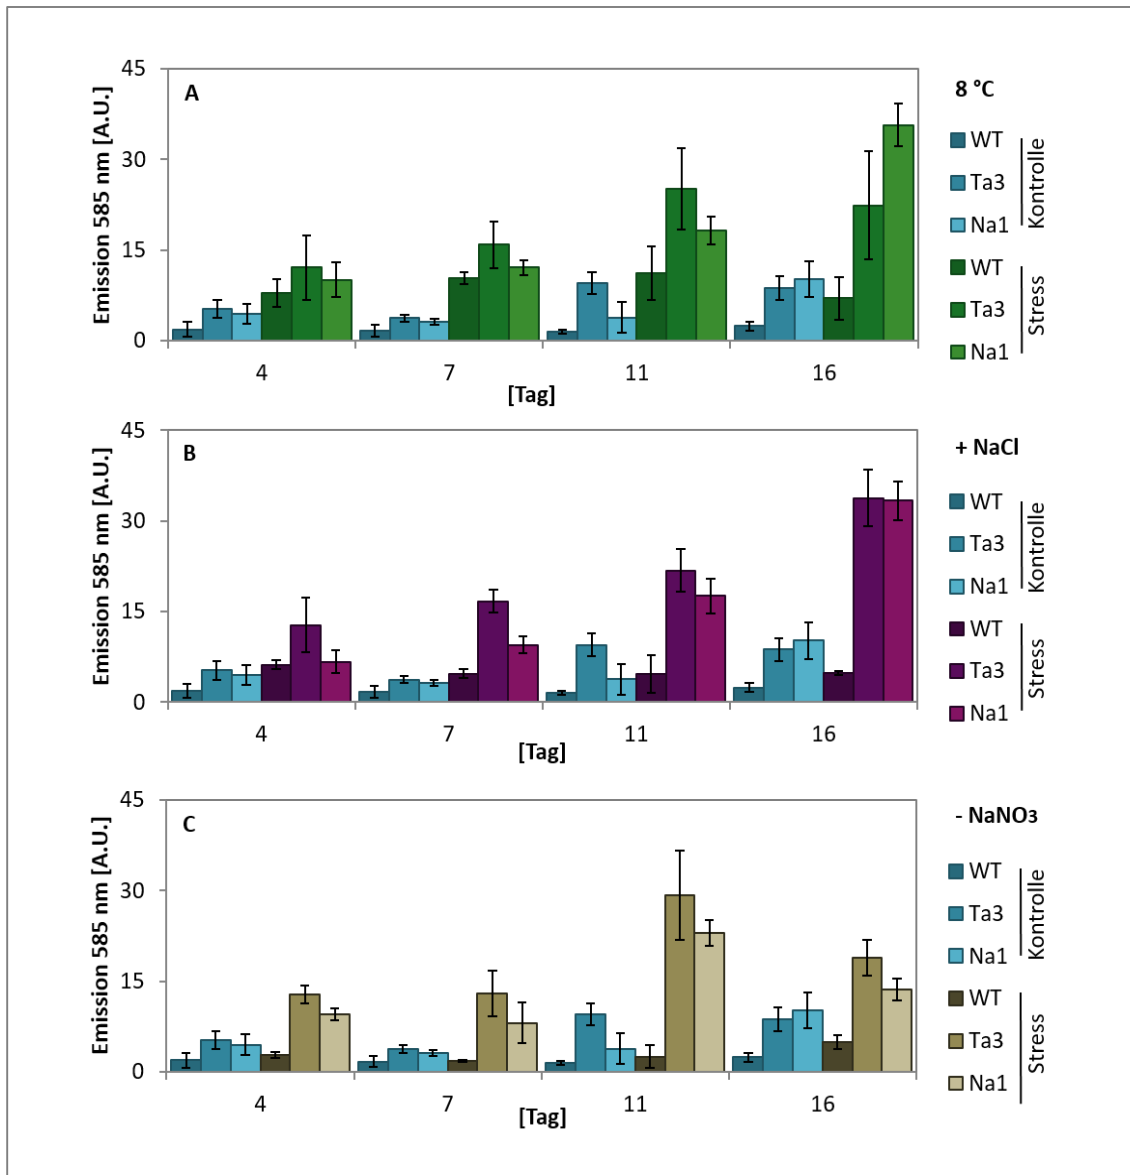 A
8 °C
45
30
15
0
Emission 585 nm [A.U.]
WT
Ta3
Na1
Kontrolle
WT
Ta3
Na1
Stress
4 7 11 16
[Tag]
B
+ NaCl
45
30
15
0
Emission 585 nm [A.U.]
WT
Ta3
Na1
Kontrolle
WT
Ta3
Na1
Stress
4 7 11 16
[Tag]
C
- NaNO₃
45
30
15
0
Emission 585 nm [A.U.]
WT
Ta3
Na1
Kontrolle
WT
Ta3
Na1
Stress
4 7 11 16
[Tag]